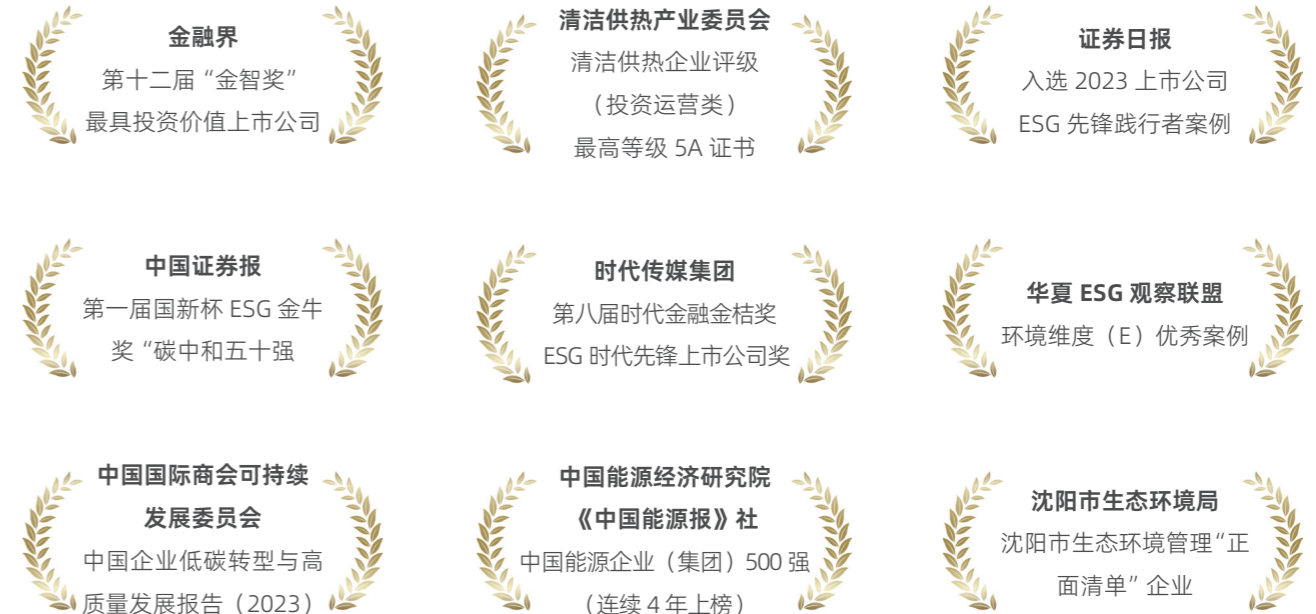 金融界
第十二届 “金智奖”
最具投资价值上市公司
清洁供热产业委员会
清洁供热企业评级
（投资运营类）
最高等级 5A 证书
证券日报
入选 2023 上市公司
ESG 先锋践行者案例
中国证券报
第一届国新杯 ESG 金牛
奖 “碳中和五十强
时代传媒集团
第八届时代金融金桔奖
ESG 时代先锋上市公司奖
华夏 ESG 观察联盟
环境维度（E）优秀案例
中国国际商会可持续
发展委员会
中国企业低碳转型与高
质量发展报告（2023）
中国能源经济研究院
《中国能源报》社
中国能源企业（集团）500 强
（连续 4 年上榜）
沈阳市生态环境局
沈阳市生态环境管理“正
面清单” 企业